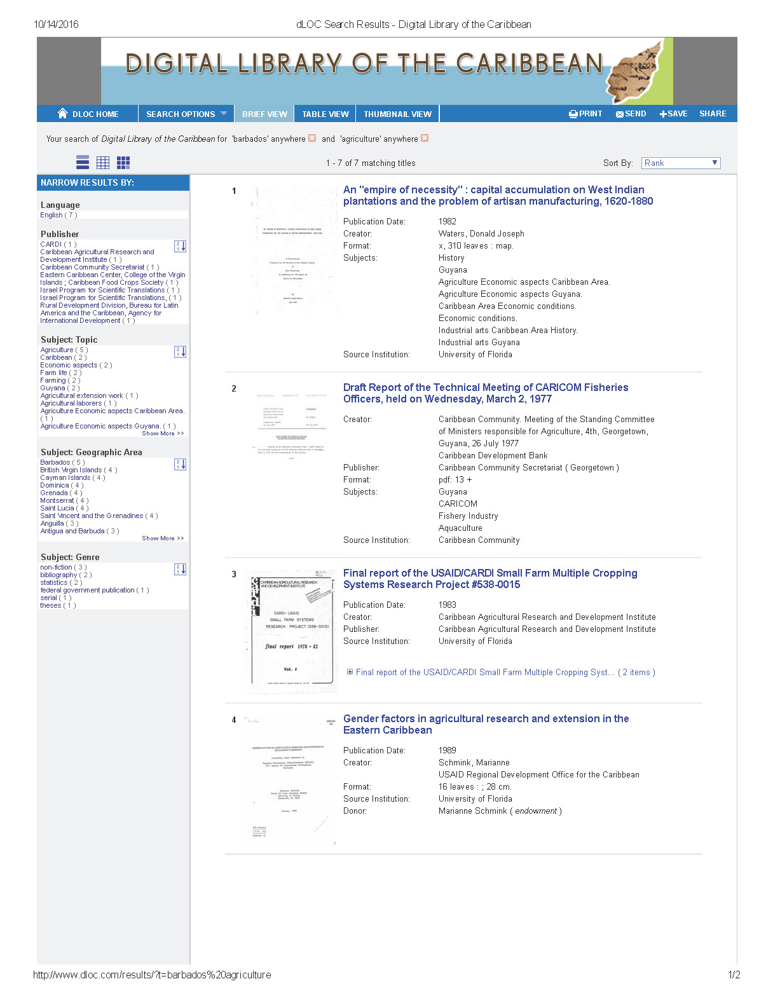 10/14/2016
dLOC Search Results - Digital Library of the Caribbean
DIGITAL LIBRARY OF THE CARIBBEAN
DLOC HOME
SEARCH OPTIONS
BRIEF VIEW
TABLE VIEW
THUMBNAIL VIEW
PRINT
SEND
SAVE
SHARE
Your search of Digital Library of the Caribbean for 'barbados' anywhere and 'agriculture' anywhere
1 - 7 of 7 matching titles
Sort By: Rank
NARROW RESULTS BY:
Language
English ( 7 )
Publisher
CARDI ( 1 )
Caribbean Agricultural Research and
Development Institute ( 1 )
Caribbean Community Secretariat ( 1 )
Eastern Caribbean Center, College of the Virgin
Islands ; Caribbean Food Crops Society ( 1 )
Israel Program for Scientific Translations ( 1 )
Israel Program for Scientific Translations, ( 1 )
Rural Development Division, Bureau for Latin
America and the Caribbean, Agency for
International Development ( 1 )
Subject: Topic
Agriculture ( 5 )
Caribbean ( 2 )
Economic aspects ( 2 )
Farm life ( 2 )
Farming ( 2 )
Guyana ( 2 )
Agricultural extension work ( 1 )
Agricultural laborers ( 1 )
Agriculture Economic aspects Caribbean Area.
( 1 )
Agriculture Economic aspects Guyana. ( 1 )
Show More >>
Subject: Geographic Area
Barbados ( 5 )
British Virgin Islands ( 4 )
Cayman Islands ( 4 )
Dominica ( 4 )
Grenada ( 4 )
Montserrat ( 4 )
Saint Lucia ( 4 )
Saint Vincent and the Grenadines ( 4 )
Anguilla ( 3 )
Antigua and Barbuda ( 3 )
Show More >>
Subject: Genre
non-fiction ( 3 )
bibliography ( 2 )
statistics ( 2 )
federal government publication ( 1 )
serial ( 1 )
theses ( 1 )
1
An "empire of necessity" : capital accumulation on West Indian
plantations and the problem of artisan manufacturing, 1620-1880
Publication Date: 1982
Creator: Waters, Donald Joseph
Format: x, 310 leaves : map.
Subjects: History
Guyana
Agriculture Economic aspects Caribbean Area.
Agriculture Economic aspects Guyana.
Caribbean Area Economic conditions.
Economic conditions.
Industrial arts Caribbean Area History.
Industrial arts Guyana
Source Institution: University of Florida
2
Draft Report of the Technical Meeting of CARICOM Fisheries
Officers, held on Wednesday, March 2, 1977
Creator: Caribbean Community. Meeting of the Standing Committee
of Ministers responsible for Agriculture, 4th, Georgetown,
Guyana, 26 July 1977
Caribbean Development Bank
Publisher: Caribbean Community Secretariat ( Georgetown )
Format: pdf: 13 +
Subjects: Guyana
CARICOM
Fishery Industry
Aquaculture
Source Institution: Caribbean Community
3
CARIBBEAN AGRICULTURAL RESEARCH
AND DEVELOPMENT INSTITUTE
CARDI - USAID
SMALL FARM SYSTEMS
RESEARCH PROJECT (538-0015)
final report 1978 - 82
Vol. I
Final report of the USAID/CARDI Small Farm Multiple Cropping
Systems Research Project #538-0015
Publication Date: 1983
Creator: Caribbean Agricultural Research and Development Institute
Publisher: Caribbean Agricultural Research and Development Institute
Source Institution: University of Florida
Final report of the USAID/CARDI Small Farm Multiple Cropping Syst... ( 2 items )
4
GENDER FACTORS IN AGRICULTURAL RESEARCH AND EXTENSION IN
THE EASTERN CARIBBEAN
Gender factors in agricultural research and extension in the
Eastern Caribbean
Publication Date: 1989
Creator: Schmink, Marianne
USAID Regional Development Office for the Caribbean
Format: 16 leaves : ; 28 cm.
Source Institution: University of Florida
Donor: Marianne Schmink ( endowment )
http://www.dloc.com/results/?t=barbados%20agriculture
1/2